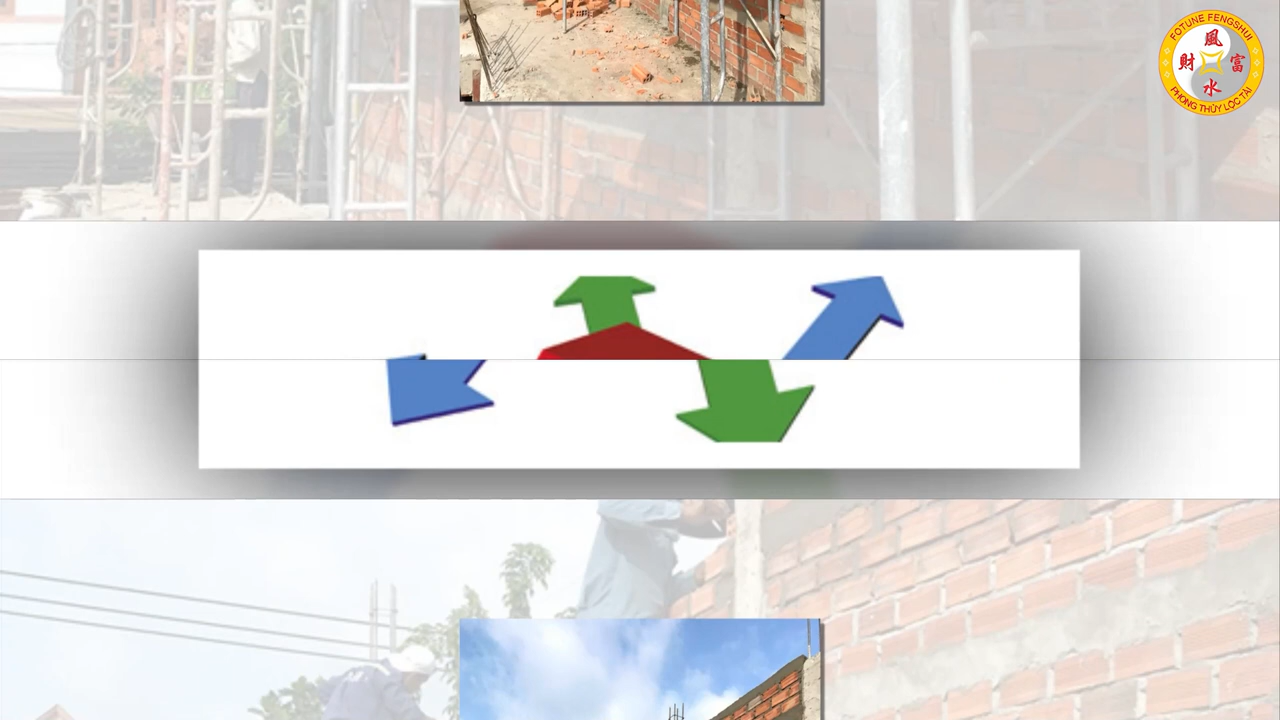 FOTUNE FENGSHUI
風
財 富
水
PHONG THỦY LỘC TÀI